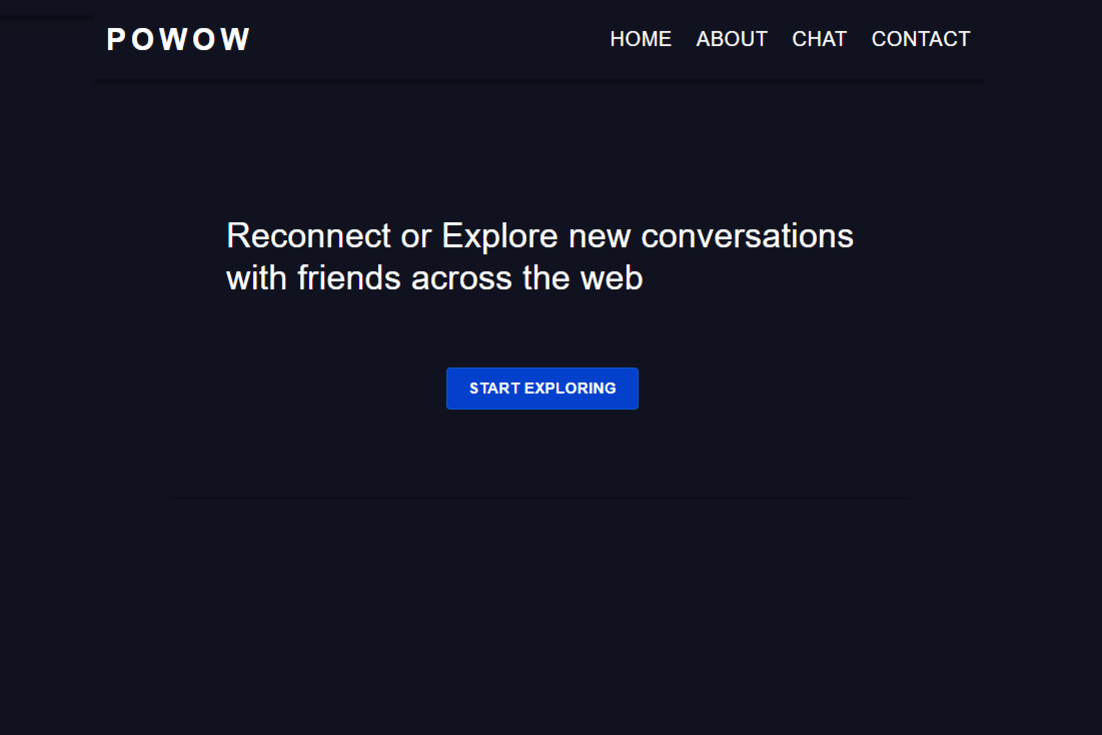 POWOW
HOME ABOUT CHAT CONTACT
Reconnect or Explore new conversations
with friends across the web
START EXPLORING